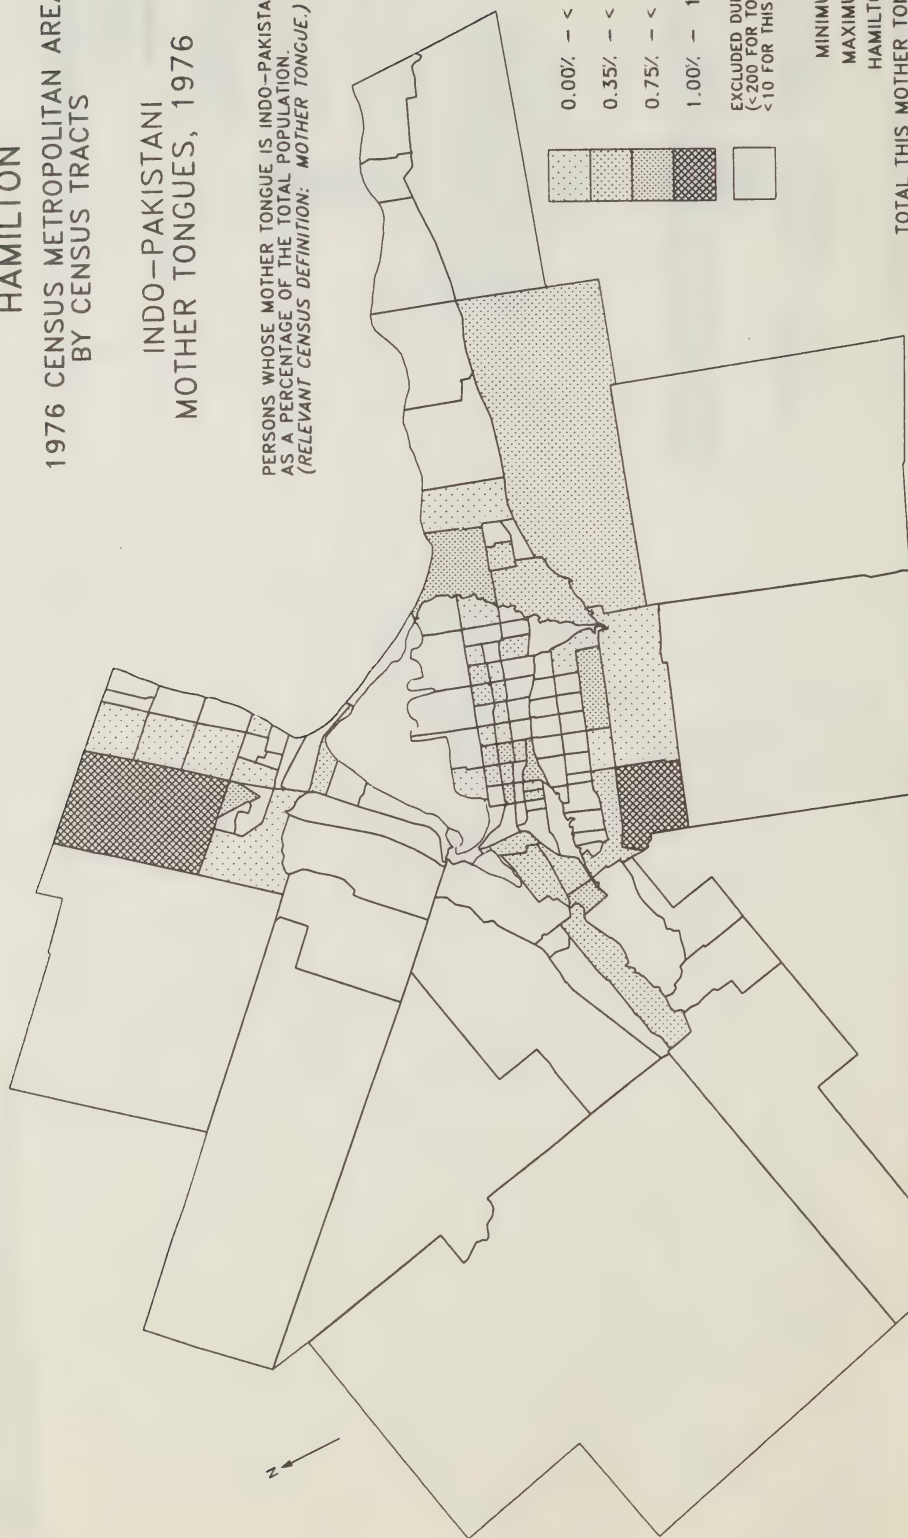 HAMILTON
1976 CENSUS METROPOLITAN AREA
BY CENSUS TRACTS
INDO-PAKISTANI
MOTHER TONGUES, 1976
PERSONS WHOSE MOTHER TONGUE IS INDO-PAKISTA
AS A PERCENTAGE OF THE TOTAL POPULATION.
(RELEVANT CENSUS DEFINITION: MOTHER TONGUE.)
0.00% - <
0.35% - <
0.75% - <
1.00% - 1
EXCLUDED DU
(<200 FOR TO
<10 FOR THIS
MINIMU
MAXIMU
HAMILTO
TOTAL THIS MOTHER TON
N